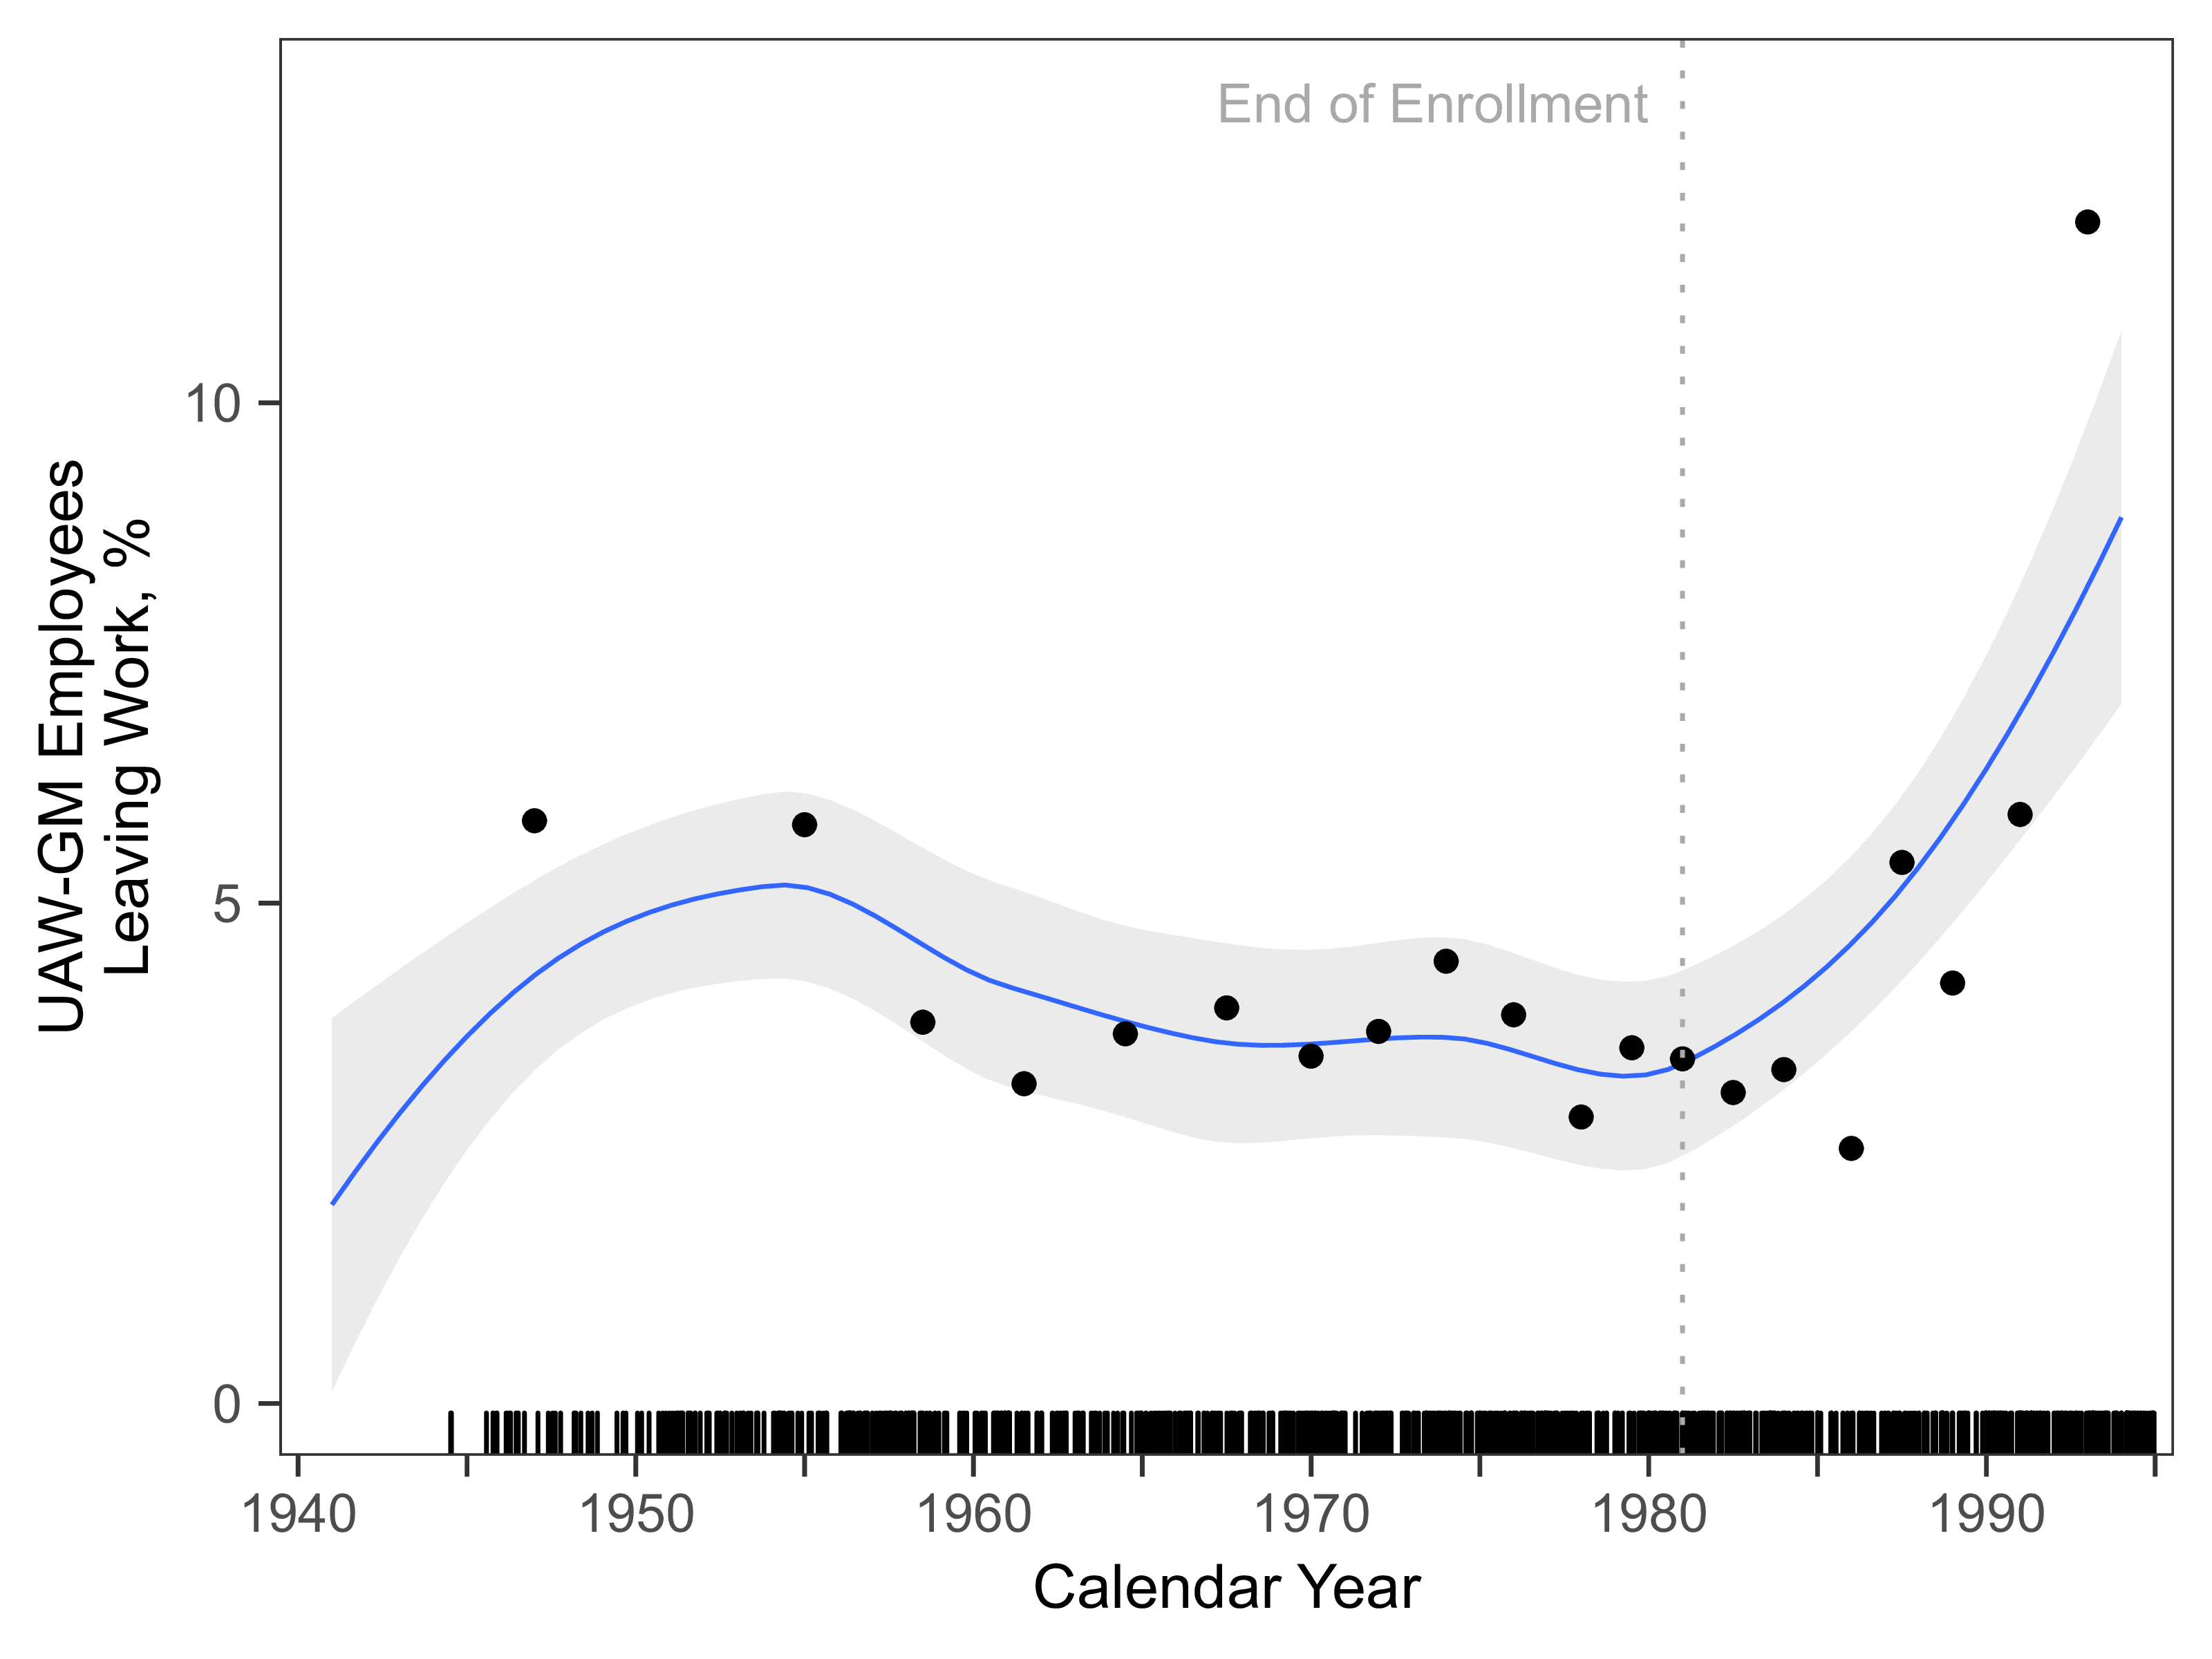 End of Enrollment
UAW-GM Employees
Leaving Work, %
10
5
0
1940 1950 1960 1970 1980 1990
Calendar Year